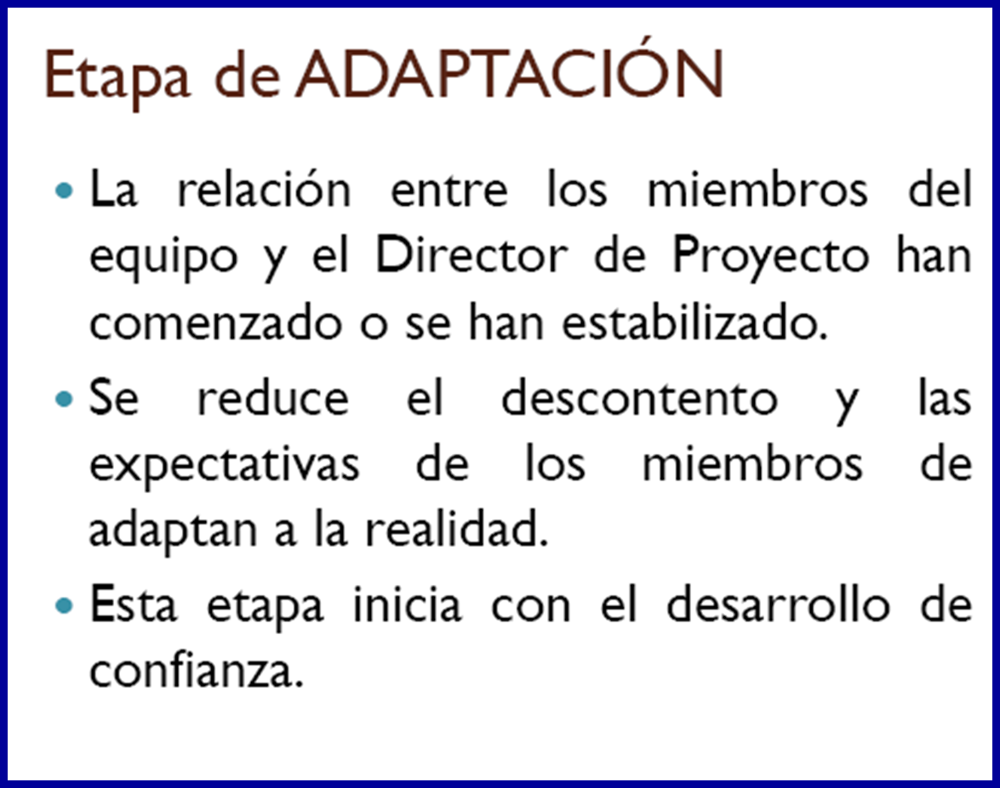 Etapa de ADAPTACIÓN
• La relación entre los miembros del
equipo y el Director de Proyecto han
comenzado o se han estabilizado.
• Se reduce el descontento y las
expectativas de los miembros de
adaptan a la realidad.
• Esta etapa inicia con el desarrollo de
confianza.